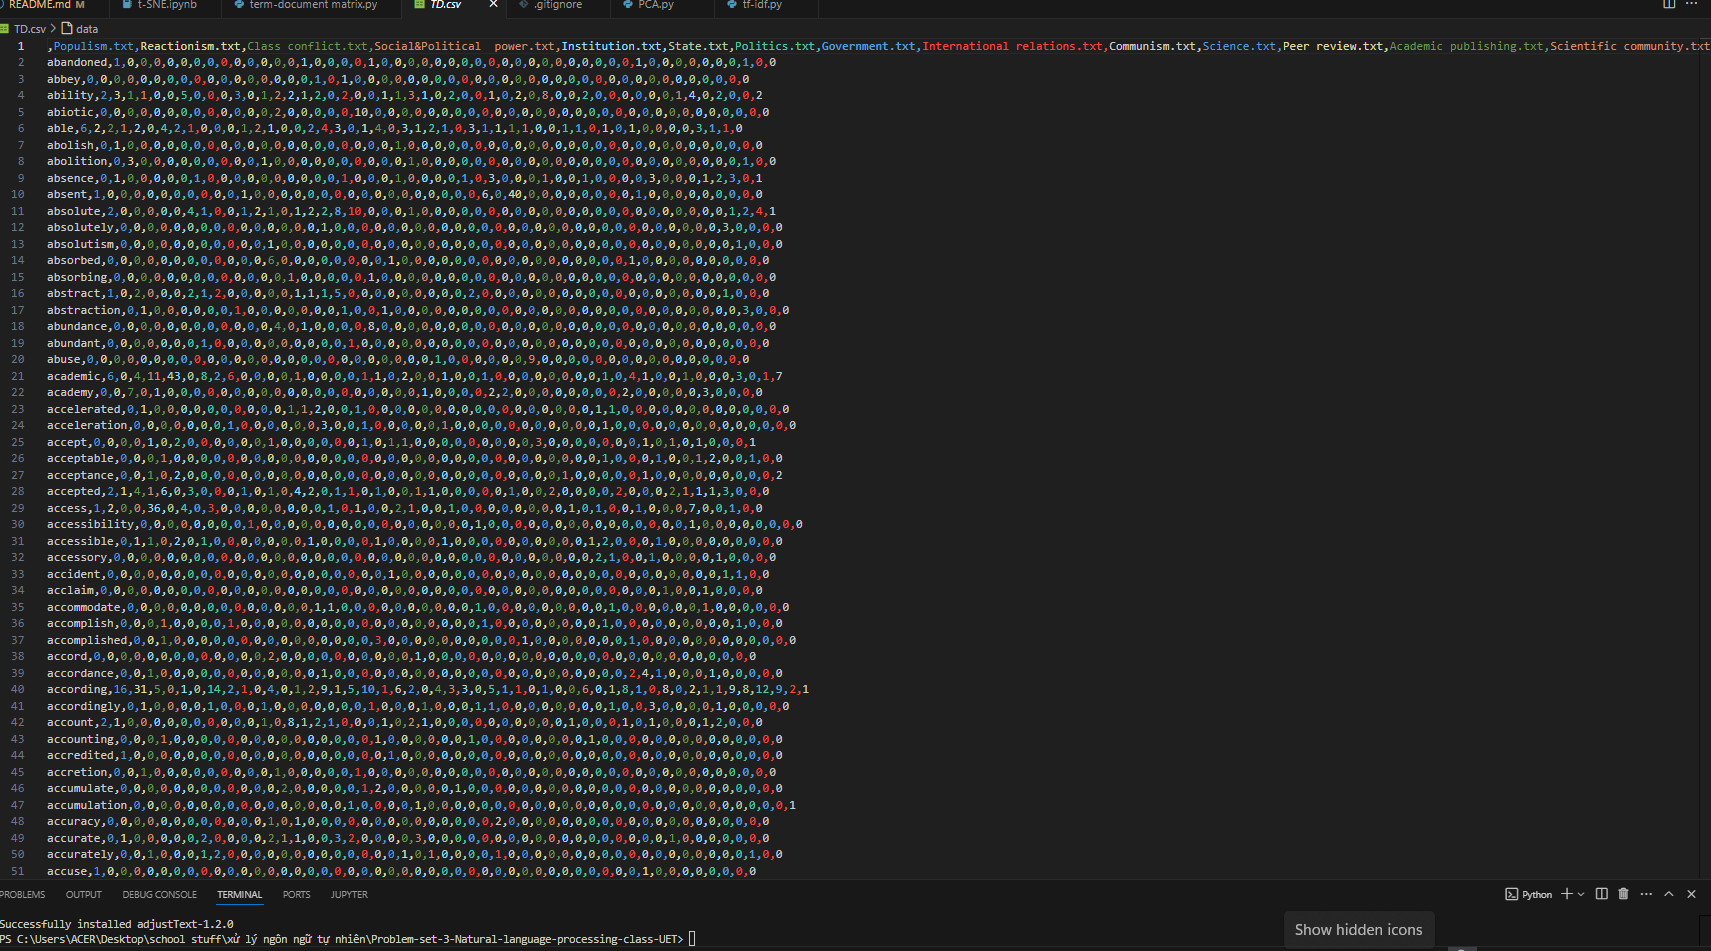 README.md M
t-SNE.ipynb
term-document matrix.py
TD.csv
.gitignore
PCA.py
tf-idf.py
TD.csv > data
1 ,Populism.txt,Reactionism.txt,Class conflict.txt,Social&Political  power.txt,Institution.txt,State.txt,Politics.txt,Government.txt,International relations.txt,Communism.txt,Science.txt,Peer review.txt,Academic publishing.txt,Scientific community.txt
2 abandoned,1,0,0,0,0,0,0,0,0,0,0,0,0,0,1,0,0,0,0,1,0,0,0,0,0,0,0,0,0,0,0,0,0,0,0,0,0,0,0,1,0,0,0,0,0,0,0,1,0,0
3 abbey,0,0,0,0,0,0,0,0,0,0,0,0,0,0,0,0,0,1,0,1,0,0,0,0,0,0,0,0,0,0,0,0,0,0,0,0,0,0,0,0,0,0,0,0,0,0,0,0,0,0
4 ability,2,3,1,1,0,0,5,0,0,0,3,0,1,2,2,1,2,0,2,0,0,1,1,3,1,0,2,0,0,1,0,2,0,8,0,0,2,0,0,0,0,0,0,1,4,0,2,0,0,2
5 abiotic,0,0,0,0,0,0,0,0,0,0,0,0,0,2,0,0,0,0,0,10,0,0,0,0,0,0,0,0,0,0,0,0,0,0,0,0,0,0,0,0,0,0,0,0,0,0,0,0,0,0
6 able,6,2,2,1,2,0,4,2,1,0,0,0,1,2,1,0,0,2,4,3,0,1,4,0,3,1,2,1,0,3,1,1,1,1,0,0,1,1,0,1,0,1,0,0,0,0,3,1,1,0
7 abolish,0,1,0,0,0,0,0,0,0,0,0,0,0,0,0,0,0,0,0,0,0,0,1,0,0,0,0,0,0,0,0,0,0,0,0,0,0,0,0,0,0,0,0,0,0,0,0,0,0,0
8 abolition,0,3,0,0,0,0,0,0,0,0,0,1,0,0,0,0,0,0,0,0,0,0,1,0,0,0,0,0,0,0,0,0,0,0,0,0,0,0,0,0,0,0,0,0,0,0,0,1,0,0
9 absence,0,1,0,0,0,0,1,0,0,0,0,0,0,0,0,0,0,1,0,0,0,1,0,0,0,0,1,0,3,0,0,0,1,0,0,1,0,0,0,0,3,0,0,0,1,2,3,0,1
10 absent,1,0,0,0,0,0,0,0,0,0,0,1,0,0,0,0,0,0,0,0,0,0,0,0,0,0,0,0,0,6,0,40,0,0,0,0,0,0,0,0,1,0,0,0,0,0,0,0,0,0
11 absolute,2,0,0,0,0,0,4,1,0,0,1,2,1,0,1,2,2,8,10,0,0,0,1,0,0,0,0,0,0,0,0,0,0,0,0,0,0,0,0,0,0,0,0,0,0,0,1,2,4,1
12 absolutely,0,0,0,0,0,0,0,0,0,0,0,0,0,0,0,1,0,0,0,0,0,0,0,0,0,0,0,0,0,0,0,0,0,0,0,0,0,0,0,0,0,0,0,0,0,3,0,0,0,0
13 absolutism,0,0,0,0,0,0,0,0,0,0,0,1,0,0,0,0,0,0,0,0,0,0,0,0,0,0,0,0,0,0,0,0,0,0,0,0,0,0,0,0,0,0,0,0,0,0,1,0,0,0
14 absorbed,0,0,0,0,0,0,0,0,0,0,0,0,6,0,0,0,0,0,0,0,0,1,0,0,0,0,0,0,0,0,0,0,0,0,0,0,0,0,0,1,0,0,0,0,0,0,0,0,0,0
15 absorbing,0,0,0,0,0,0,0,0,0,0,0,0,0,1,0,0,0,0,0,1,0,0,0,0,0,0,0,0,0,0,0,0,0,0,0,0,0,0,0,0,0,0,0,0,0,0,0,0,0,0
16 abstract,1,0,2,0,0,0,2,1,2,0,0,0,0,0,1,1,1,5,0,0,0,0,0,0,0,0,0,2,0,0,0,0,0,0,0,0,0,0,0,0,0,0,0,0,0,0,1,0,0,0
17 abstraction,0,1,0,0,0,0,0,0,1,0,0,0,0,0,0,0,1,0,0,1,0,0,0,0,0,0,0,0,0,0,0,0,0,0,0,0,0,0,0,0,0,0,0,0,0,0,3,0,0,0
18 abundance,0,0,0,0,0,0,0,0,0,0,0,0,4,0,1,0,0,0,0,8,0,0,0,0,0,0,0,0,0,0,0,0,0,0,0,0,0,0,0,0,0,0,0,0,0,0,0,0,0,0
19 abundant,0,0,0,0,0,0,0,1,0,0,0,0,0,0,0,0,0,0,1,0,0,0,0,0,0,0,0,0,0,0,0,0,0,0,0,0,0,0,0,0,0,0,0,0,0,0,0,0,0,0
20 abuse,0,0,0,0,0,0,0,0,0,0,0,0,0,0,0,0,0,0,0,0,0,0,0,0,0,0,1,0,0,0,0,0,0,9,0,0,0,0,0,0,0,0,0,0,0,0,0,0,0,0
21 academic,6,0,4,11,43,0,8,2,6,0,0,0,0,1,0,0,0,0,1,1,0,2,0,0,1,0,0,1,0,0,0,0,0,0,0,0,1,0,4,1,0,0,1,0,0,0,3,0,1,7
22 academy,0,0,7,0,1,0,0,0,0,0,0,0,0,0,0,0,0,0,0,0,0,0,0,0,1,0,0,0,0,2,2,0,0,0,0,0,0,0,0,2,0,0,0,0,0,3,0,0,0,0
23 accelerated,0,1,0,0,0,0,0,0,0,0,0,0,1,1,2,0,0,1,0,0,0,0,0,0,0,0,0,0,0,0,0,0,0,0,0,1,1,0,0,0,0,0,0,0,0,0,0,0,0,0
24 acceleration,0,0,0,0,0,0,0,1,0,0,0,0,0,0,3,0,0,1,0,0,0,0,0,1,0,0,0,0,0,0,0,0,0,0,0,1,0,0,0,0,0,0,0,0,0,0,0,0,0,0
25 accept,0,0,0,0,1,0,2,0,0,0,0,0,0,1,0,0,0,0,0,0,1,0,1,1,0,0,0,0,0,0,0,0,0,3,0,0,0,0,0,0,0,1,0,1,0,1,0,0,0,1
26 acceptable,0,0,0,1,0,0,0,0,0,0,0,0,0,0,0,0,0,0,0,0,0,0,0,0,0,0,0,0,0,0,0,0,0,0,0,0,1,0,0,0,1,0,0,1,2,0,0,1,0,0
27 acceptance,0,0,1,0,2,0,0,0,0,0,0,0,0,0,0,0,0,0,0,0,0,0,0,0,0,0,0,0,0,0,0,0,0,1,0,0,0,0,0,1,0,0,0,0,0,0,0,0,0,2
28 accepted,2,1,4,1,6,0,3,0,0,0,1,0,1,0,4,2,0,1,1,0,1,0,0,1,1,0,0,0,0,0,1,0,0,2,0,0,0,0,2,0,0,0,2,1,1,1,3,0,0,0
29 access,1,2,0,0,36,0,4,0,3,0,0,0,0,0,0,0,0,1,0,1,0,0,2,1,0,0,1,0,0,0,0,0,0,0,0,1,0,1,0,0,1,0,0,0,7,0,0,1,0,0
30 accessibility,0,0,0,0,0,0,0,0,1,0,0,0,0,0,0,0,0,0,0,0,0,0,0,0,0,1,0,0,0,0,0,0,0,0,0,0,0,0,0,0,0,1,0,0,0,0,0,0,0,0
31 accessible,0,1,1,0,2,0,1,0,0,0,0,0,0,0,1,0,0,0,0,1,0,0,0,0,1,0,0,0,0,0,0,0,0,0,0,1,2,0,0,0,1,0,0,0,0,0,0,0,0,0
32 accessory,0,0,0,0,0,0,0,0,0,0,0,0,0,0,0,0,0,0,0,0,0,0,0,0,0,0,0,0,0,0,0,0,0,0,0,0,2,1,0,0,1,0,0,0,0,1,0,0,0,0
33 accident,0,0,0,0,0,0,0,0,0,0,0,0,0,0,0,0,0,0,0,0,0,1,0,0,0,0,0,0,0,0,0,0,0,0,0,0,0,0,0,0,0,0,0,0,0,0,1,1,0,0
34 acclaim,0,0,0,0,0,0,0,0,0,0,0,0,0,0,0,0,0,0,0,0,0,0,0,0,0,0,0,0,0,0,0,0,0,0,0,0,0,0,0,0,0,0,1,0,0,1,0,0,0,0
35 accommodate,0,0,0,0,0,0,0,0,0,0,0,0,0,0,1,1,0,0,0,0,0,0,0,0,0,0,1,0,0,0,0,0,0,0,0,0,1,0,0,0,0,0,0,1,0,0,0,0,0,0
36 accomplish,0,0,0,1,0,0,0,0,1,0,0,0,0,0,0,0,0,0,0,0,0,0,0,0,0,0,0,1,0,0,0,0,0,0,0,0,1,0,0,0,0,0,0,0,0,0,1,0,0,0
37 accomplished,0,0,1,0,0,0,0,0,0,0,0,0,0,0,0,0,0,0,3,0,0,0,0,0,0,0,0,0,0,1,0,0,0,0,0,0,0,1,0,0,0,0,0,0,0,0,0,0,0,0
38 accord,0,0,0,0,0,0,0,0,0,0,0,0,0,2,0,0,0,0,0,0,0,0,0,0,1,0,0,0,0,0,0,0,0,0,0,0,0,0,0,0,0,0,0,0,0,0,0,0,0,0
39 accordance,0,0,1,0,0,0,0,0,0,0,0,0,0,0,0,1,0,0,0,0,0,0,0,0,0,0,0,0,0,0,0,0,0,0,0,0,0,0,2,4,1,0,0,0,1,0,0,0,0,0
40 according,16,31,5,0,1,0,14,2,1,0,4,0,1,2,9,1,5,10,1,6,2,0,4,3,3,0,5,1,1,0,1,0,0,6,0,1,8,1,0,8,0,2,1,1,9,8,12,9,2,1
41 accordingly,0,1,0,0,0,0,1,0,0,0,1,0,0,0,0,0,0,0,1,0,0,0,1,0,0,0,1,1,0,0,0,0,0,0,0,0,1,0,0,3,0,0,0,0,1,0,0,0,0,0
42 account,2,1,0,0,0,0,0,0,0,0,0,0,1,0,8,1,2,1,0,0,0,1,0,2,1,0,0,0,0,0,0,0,0,0,0,1,0,0,0,1,0,1,0,0,0,1,2,0,0,0
43 accounting,0,0,0,1,0,0,0,0,0,0,0,0,0,0,0,0,0,0,0,1,0,0,0,0,0,0,1,0,0,0,0,0,0,0,0,1,0,0,0,0,0,0,0,0,0,0,0,0,0,0
44 accredited,1,0,0,0,0,0,0,0,0,0,0,0,0,0,0,0,0,0,0,0,1,0,0,0,0,0,0,0,0,0,0,0,0,0,0,0,0,0,0,0,0,0,0,0,0,0,0,0,0,0
45 accretion,0,0,1,0,0,0,0,0,0,0,0,0,1,0,0,0,0,0,1,0,0,0,0,0,0,0,0,0,0,0,0,0,0,0,0,0,0,0,0,0,0,0,0,0,0,0,0,0,0,0
46 accumulate,0,0,0,0,0,0,0,0,0,0,0,0,2,0,0,0,0,0,1,2,0,0,0,0,0,1,0,0,0,0,0,0,0,0,0,0,0,0,0,0,0,0,0,0,0,0,0,0,0,0
47 accumulation,0,0,0,0,0,0,0,0,0,0,0,0,0,0,0,0,1,0,0,0,0,1,0,0,0,0,0,0,0,0,0,0,0,0,0,0,0,0,0,0,0,0,0,0,0,0,0,0,0,1
48 accuracy,0,0,0,0,0,0,0,0,0,0,0,0,1,0,1,0,0,0,0,0,0,0,0,0,0,0,0,0,0,2,0,0,0,0,0,0,0,0,0,0,0,0,0,0,0,0,0,0,0,0
49 accurate,0,1,0,0,0,0,0,2,0,0,0,0,2,1,1,0,0,3,2,0,0,0,0,3,0,0,0,0,0,0,0,0,0,0,0,0,0,0,0,0,0,0,1,0,0,0,0,0,0,0
50 accurately,0,0,1,0,0,0,1,2,0,0,0,0,0,0,0,0,0,0,0,0,0,1,0,1,0,0,0,0,1,0,0,0,0,0,0,0,0,0,0,0,0,0,0,0,0,0,0,1,0,0
51 accuse,1,0,0,0,0,0,0,0,0,0,0,0,0,0,0,0,0,0,0,0,0,0,0,0,0,0,0,0,0,0,0,0,0,0,0,0,0,0,0,0,0,1,0,0,0,0,0,0,0,0
PROBLEMS
OUTPUT
DEBUG CONSOLE
TERMINAL
PORTS
JUPYTER
Python
Successfully installed adjustText-1.2.0
PS C:\Users\ACER\Desktop\school stuff\xử lý ngôn ngữ tự nhiên\Problem-set-3-Natural-language-processing-class-UET>
Show hidden icons